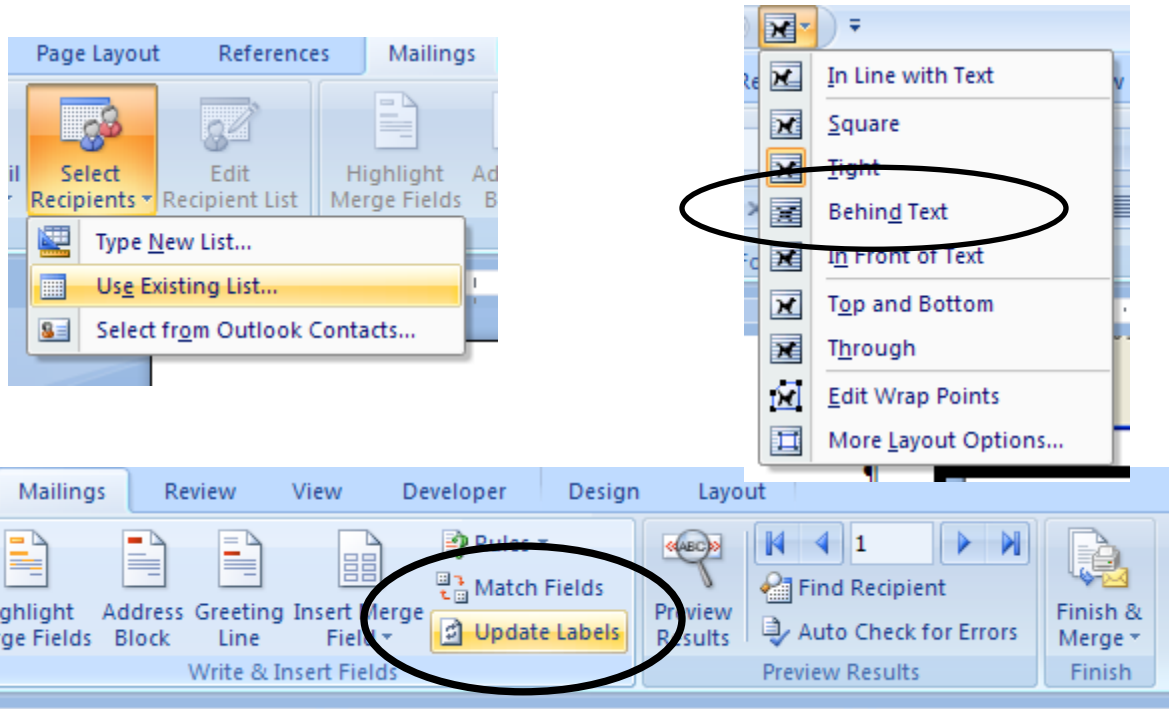 Page Layout References Mailings
Select Edit Highlight
Recipients Recipient List Merge Fields
Type New List...
Use Existing List...
Select from Outlook Contacts...
In Line with Text
Square
Tight
Behind Text
In Front of Text
Top and Bottom
Through
Edit Wrap Points
More Layout Options...
Mailings Review View Developer Design Layout
Rules
«ABC» 1
Match Fields Find Recipient
Address Greeting Insert Merge Preview Finish &
Fields Block Line Field Update Labels Results Auto Check for Errors Merge
Write & Insert Fields Preview Results Finish